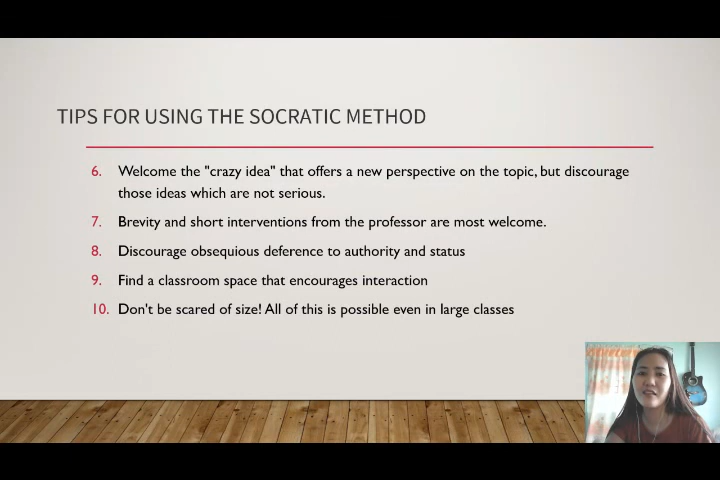 TIPS FOR USING THE SOCRATIC METHOD
6. Welcome the "crazy idea" that offers a new perspective on the topic, but discourage
those ideas which are not serious.
7. Brevity and short interventions from the professor are most welcome.
8. Discourage obsequious deference to authority and status
9. Find a classroom space that encourages interaction
10. Don't be scared of size! All of this is possible even in large classes